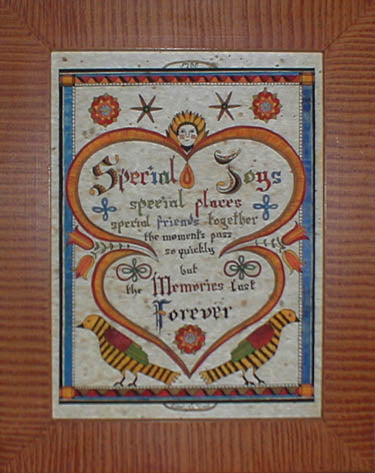 Special Joys
special places
special friends together
the moments pass
so quickly
but
the Memories Last
Forever